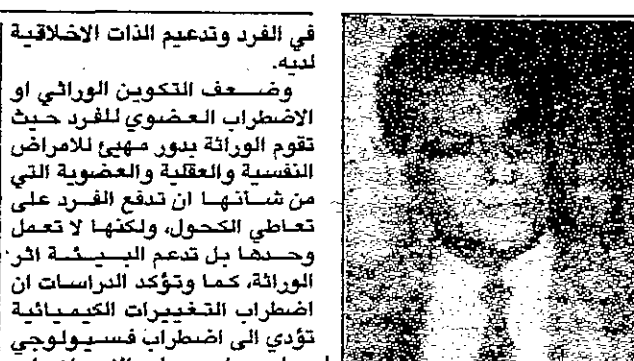 في الفرد وتدعيم الذات الاخلاقية
لديه.
وضعف التكوين الوراثي او
الاضطراب العضوي للفرد حيث
تقوم الوراثة بدور مهيئ للامراض
النفسية والعقلية والعضوية التي
من شأنها ان تدفع الفرد على
تعاطي الكحول، ولكنها لا تعمل
وحدها بل تدعم البيئة اثر
الوراثة، كما وتؤكد الدراسات ان
اضطراب التغييرات الكيميائية
تؤدي الى اضطراب فسيولوجي